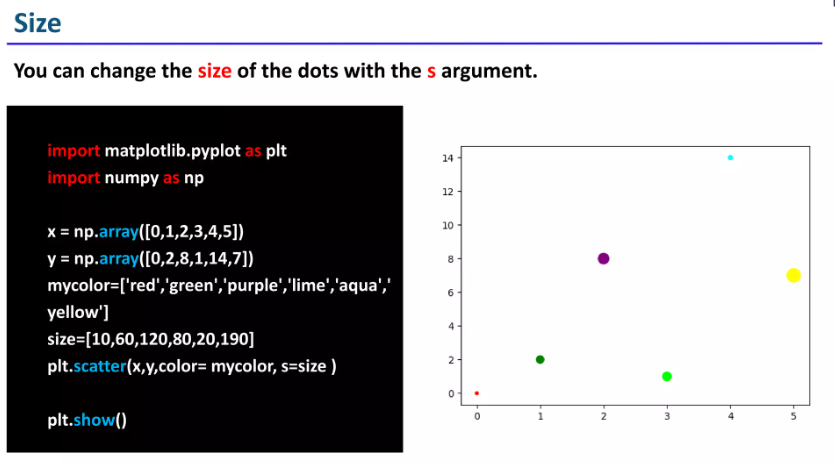 Size
You can change the size of the dots with the s argument.
import matplotlib.pyplot as plt
import numpy as np
x = np.array([0,1,2,3,4,5])
y = np.array([0,2,8,1,14,7])
mycolor=['red','green','purple','lime','aqua','
yellow']
size=[10,60,120,80,20,190]
plt.scatter(x,y,color= mycolor, s=size )
plt.show()
14
12
10
8
6
4
2
0
0 1 2 3 4 5